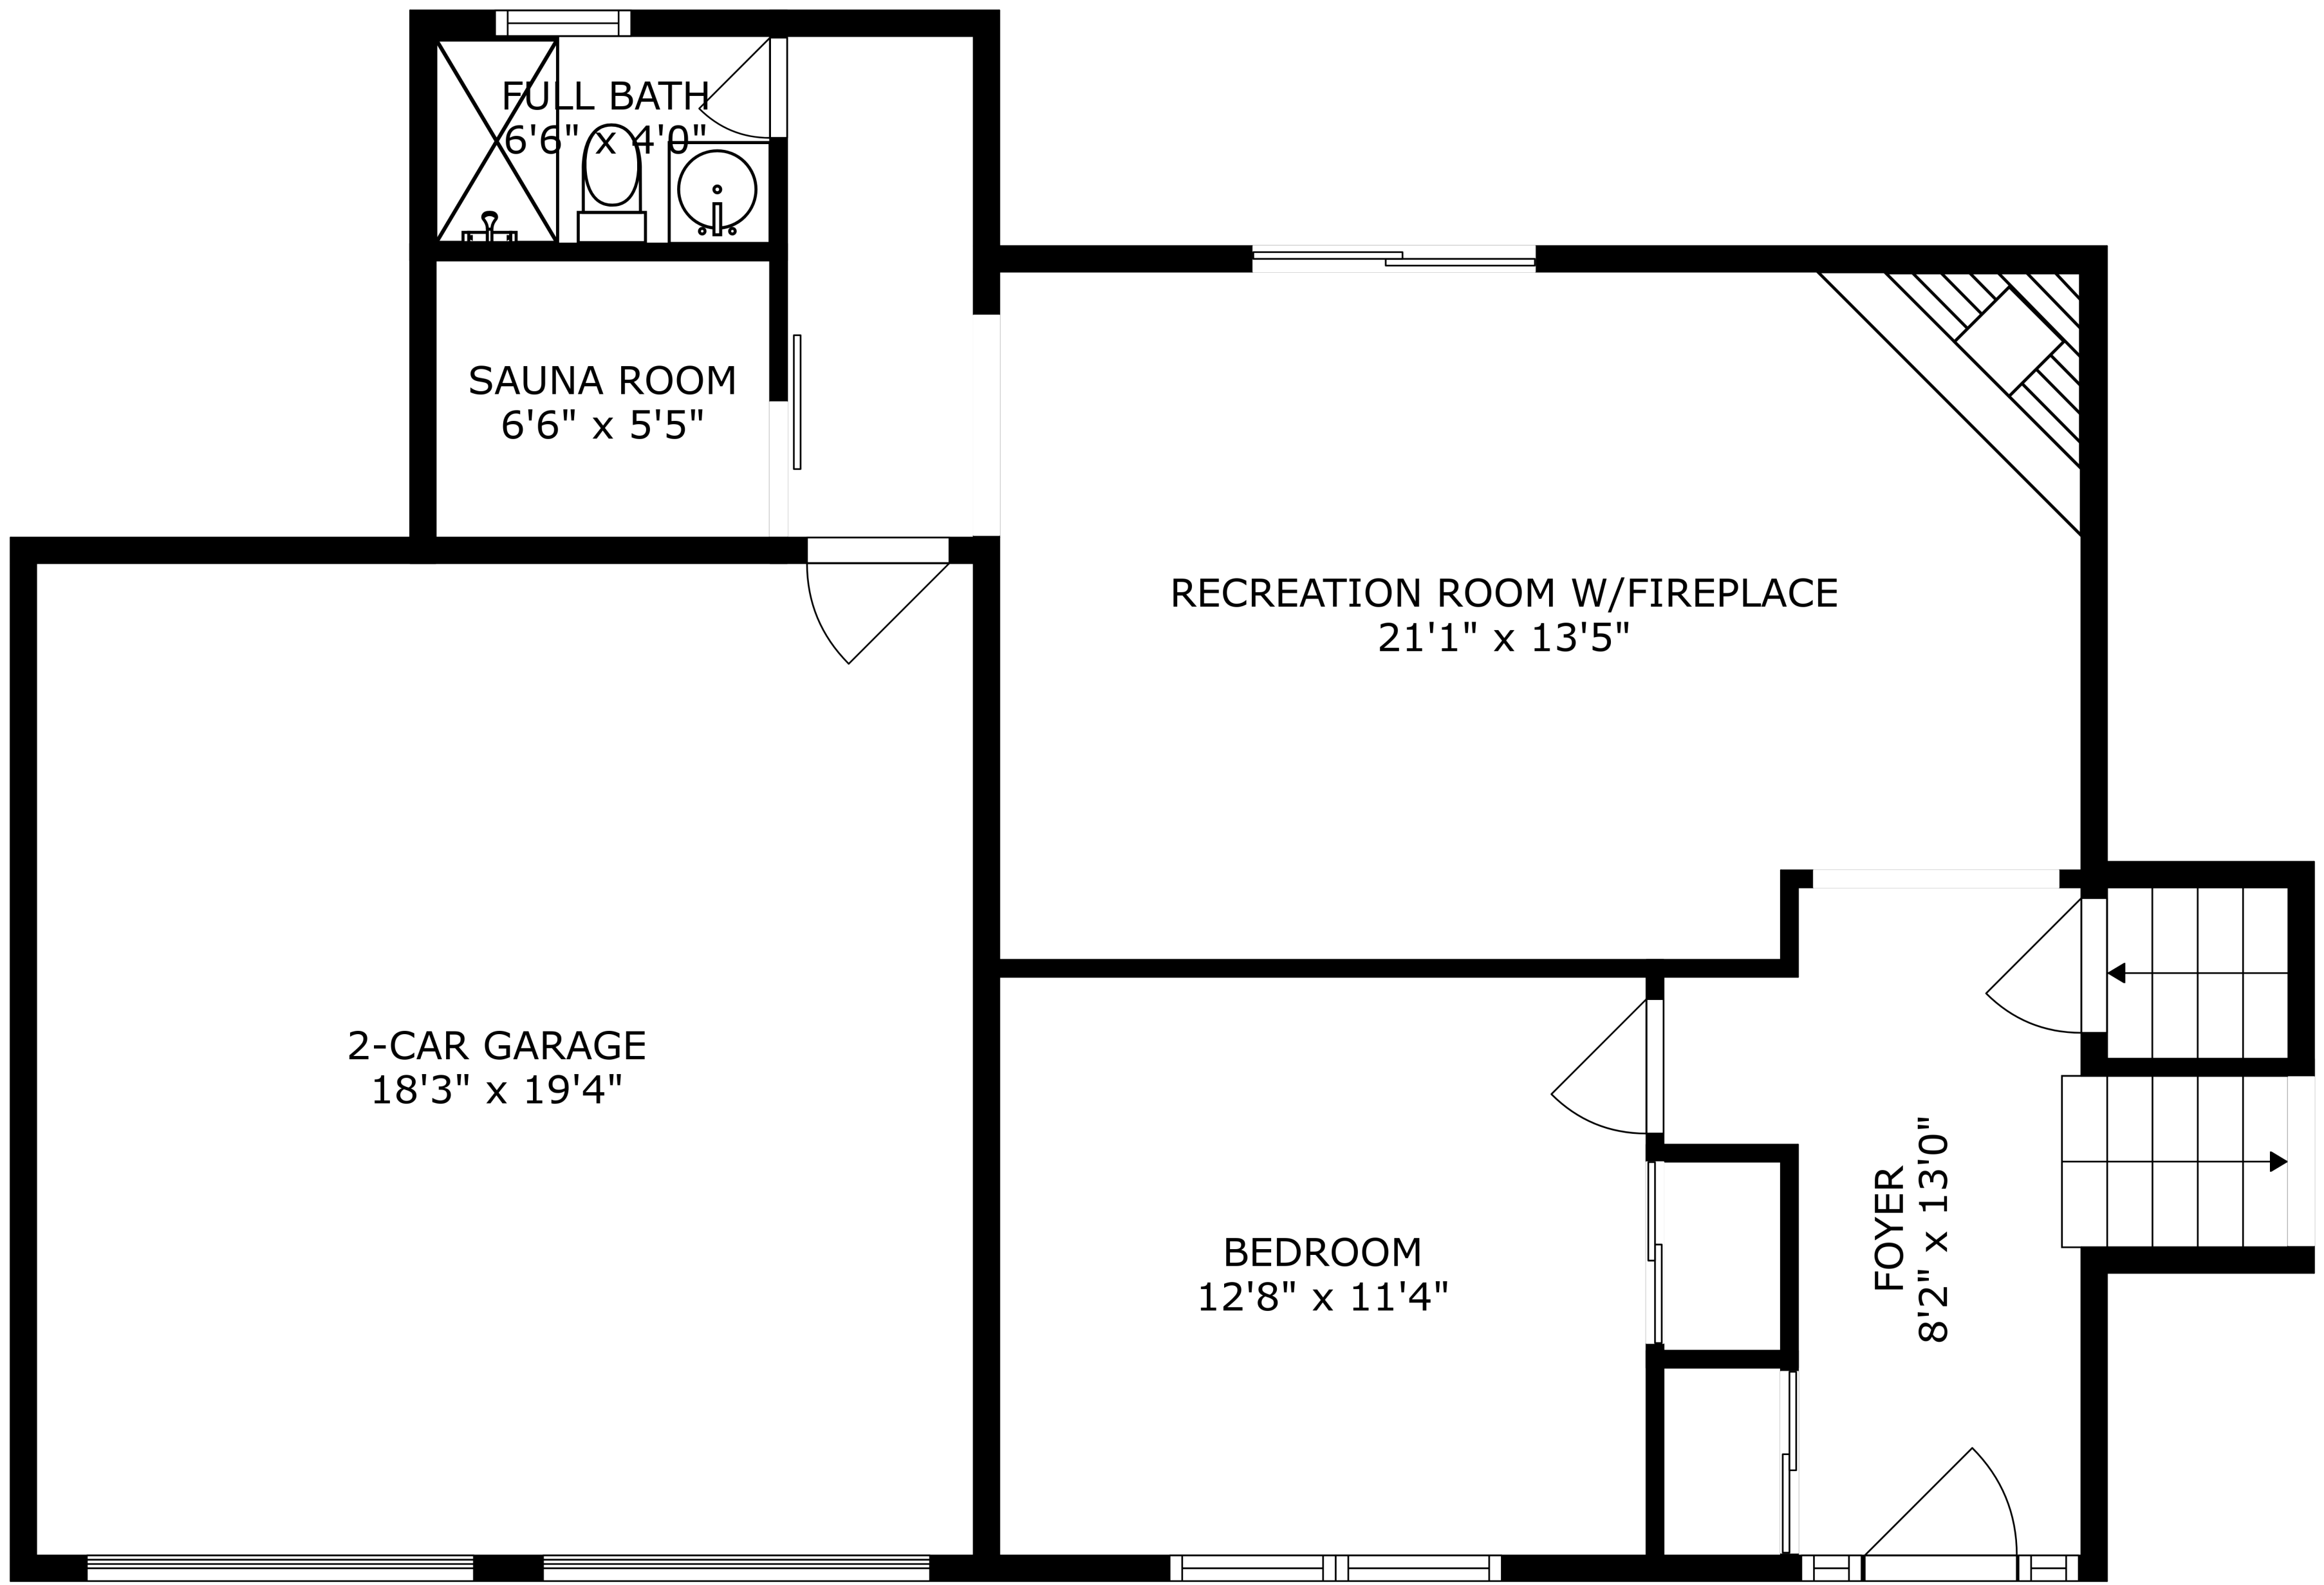 FULL BATH
6'6" x 4'0"
SAUNA ROOM
6'6" x 5'5"
RECREATION ROOM W/FIREPLACE
21'1" x 13'5"
2-CAR GARAGE
18'3" x 19'4"
BEDROOM
12'8" x 11'4"
FOYER
8'2" x 13'0"